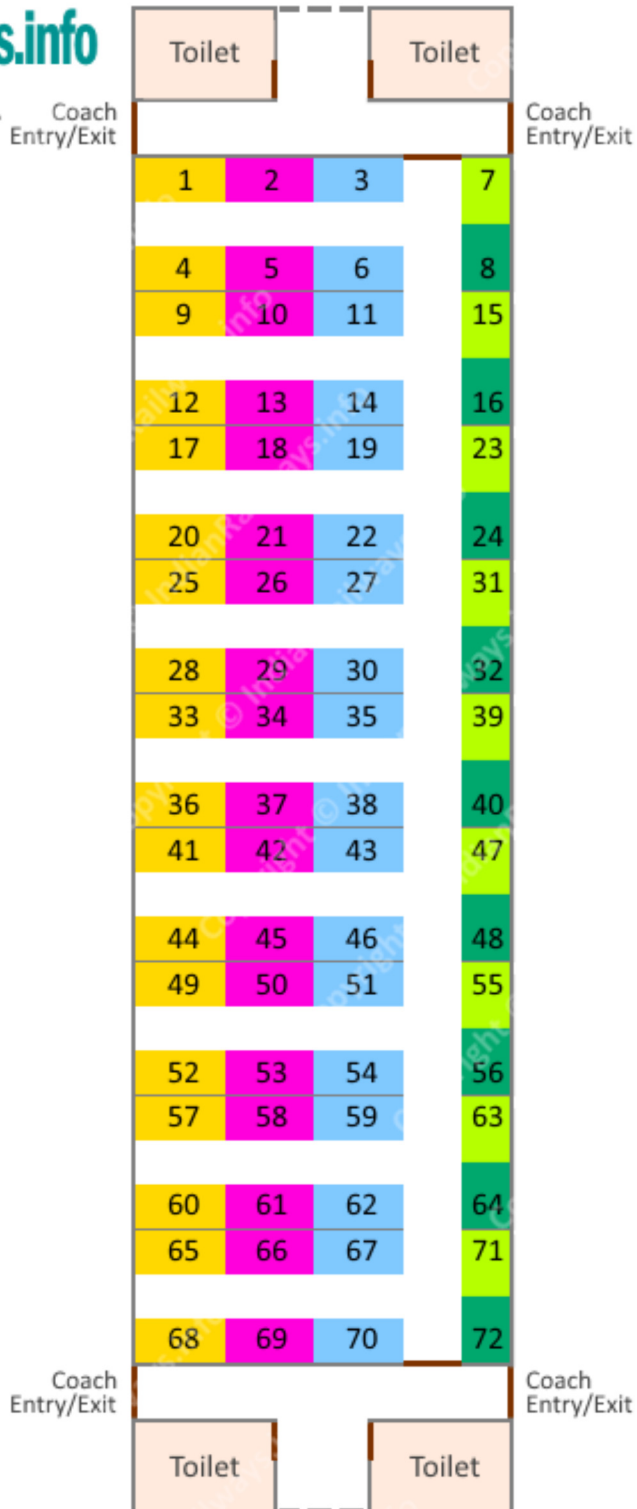 s.info
Toilet Toilet
Coach Coach
Entry/Exit Entry/Exit
1 2 3 7
4 5 6 8
9 10 11 15
12 13 14 16
17 18 19 23
20 21 22 24
25 26 27 31
28 29 30 32
33 34 35 39
36 37 38 40
41 42 43 47
44 45 46 48
49 50 51 55
52 53 54 56
57 58 59 63
60 61 62 64
65 66 67 71
68 69 70 72
Coach Coach
Entry/Exit Entry/Exit
Toilet Toilet